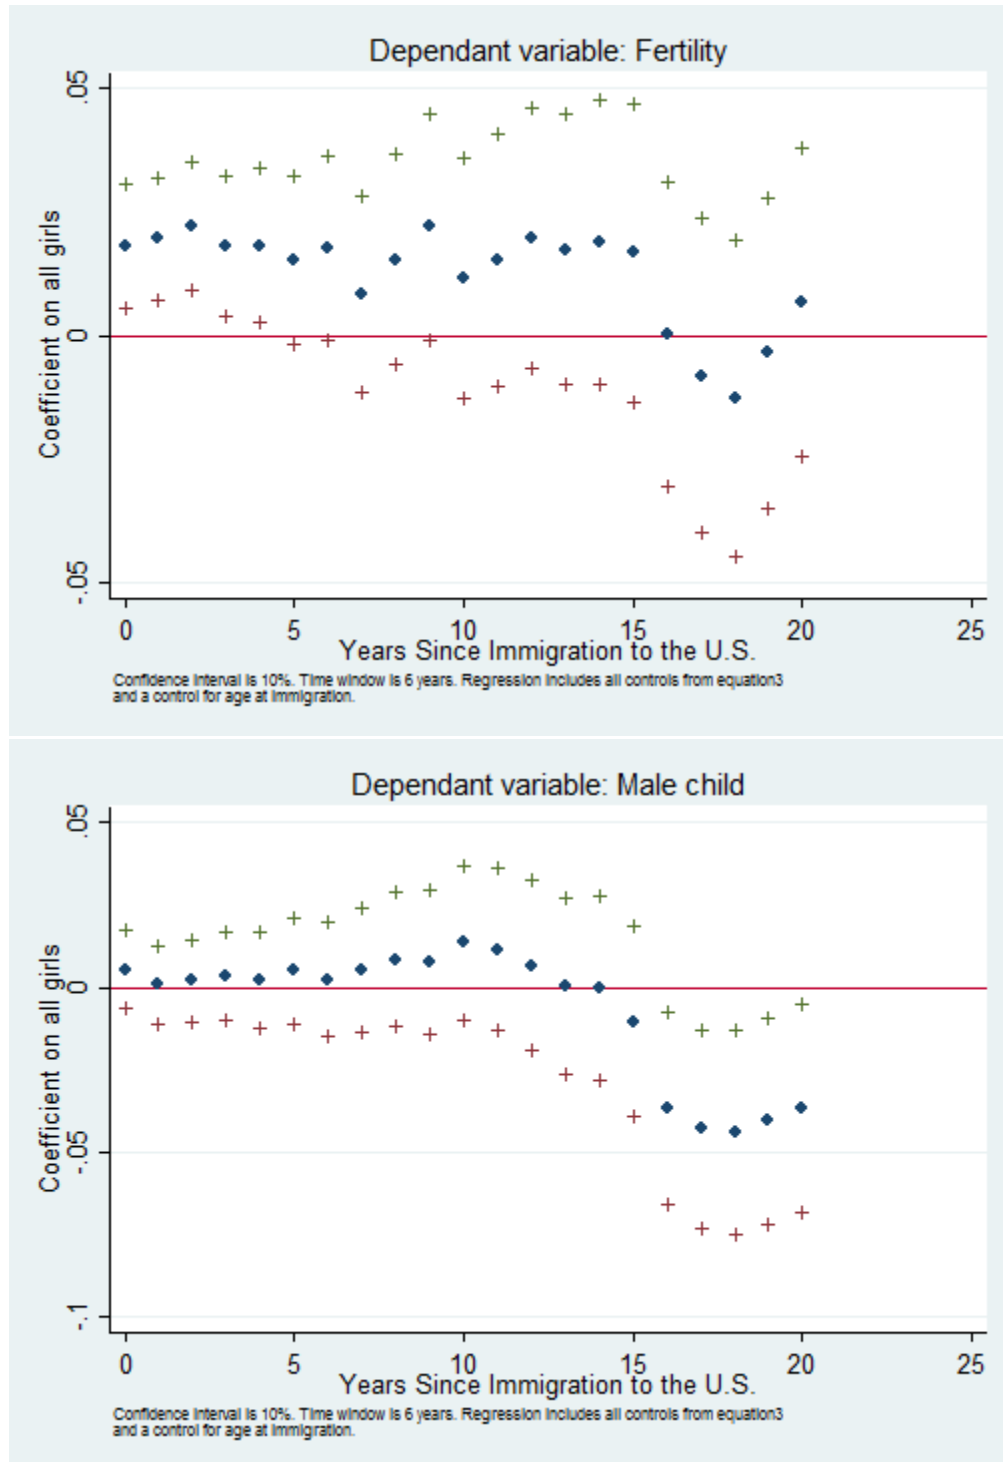 Dependant variable: Fertility
.05
0
-.05
Coefficient on all girls
0 5 10 15 20 25
Years Since Immigration to the U.S.
Confidence interval is 10%. Time window is 6 years. Regression includes all controls from equation3
and a control for age at immigration.
Dependant variable: Male child
.05
0
-.05
-.1
Coefficient on all girls
0 5 10 15 20 25
Years Since Immigration to the U.S.
Confidence interval is 10%. Time window is 6 years. Regression includes all controls from equation3
and a control for age at immigration.